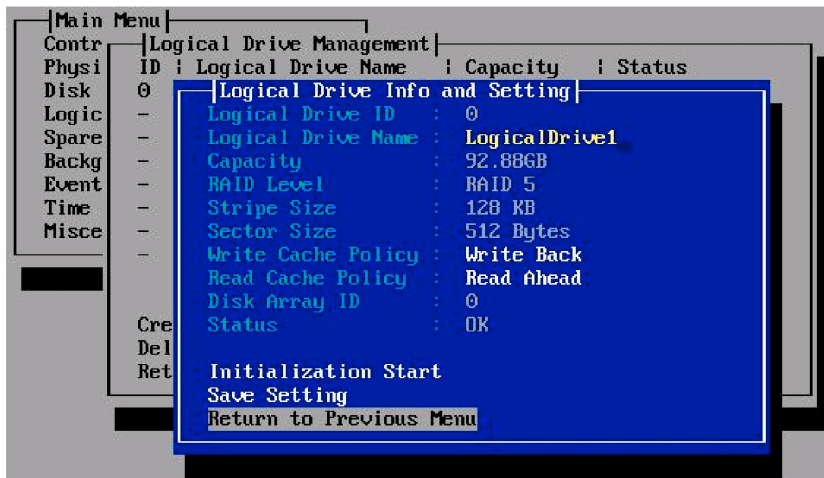 Main Menu
Contr
Logical Drive Management
Physi
ID | Logical Drive Name | Capacity | Status
Disk
0
Logical Drive Info and Setting
Logic
-
Logical Drive ID : 0
Spare
-
Logical Drive Name : LogicalDrive1
Backg
-
Capacity : 92.88GB
Event
-
RAID Level : RAID 5
Time
-
Stripe Size : 128 KB
Misce
-
Sector Size : 512 Bytes
-
Write Cache Policy : Write Back
Read Cache Policy : Read Ahead
Disk Array ID : 0
Cre
Status : OK
Del
Ret
Initialization Start
Save Setting
Return to Previous Menu